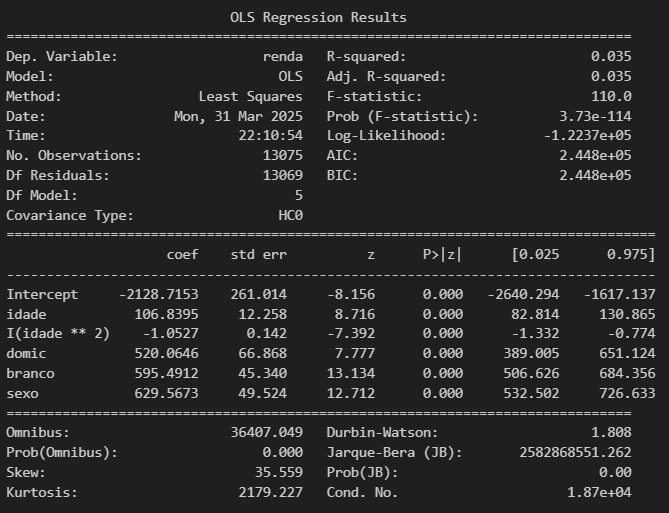 OLS Regression Results
==============================================================================
Dep. Variable:                  renda   R-squared:                       0.035
Model:                            OLS   Adj. R-squared:                  0.035
Method:                 Least Squares   F-statistic:                     110.0
Date:                Mon, 31 Mar 2025   Prob (F-statistic):          3.73e-114
Time:                        22:10:54   Log-Likelihood:            -1.2237e+05
No. Observations:               13075   AIC:                         2.448e+05
Df Residuals:                   13069   BIC:                         2.448e+05
Df Model:                           5
Covariance Type:                  HC0
=================================================================================
                    coef    std err          z      P>|z|      [0.025      0.975]
---------------------------------------------------------------------------------
Intercept     -2128.7153    261.014     -8.156      0.000   -2640.294   -1617.137
idade           106.8395     12.258      8.716      0.000      82.814     130.865
I(idade ** 2)    -1.0527      0.142     -7.392      0.000      -1.332      -0.774
domic           520.0646     66.868      7.777      0.000     389.005     651.124
branco          595.4912     45.340     13.134      0.000     506.626     684.356
sexo            629.5673     49.524     12.712      0.000     532.502     726.633
==============================================================================
Omnibus:                    36407.049   Durbin-Watson:                   1.808
Prob(Omnibus):                  0.000   Jarque-Bera (JB):       2582868551.262
Skew:                          35.559   Prob(JB):                         0.00
Kurtosis:                    2179.227   Cond. No.                     1.87e+04